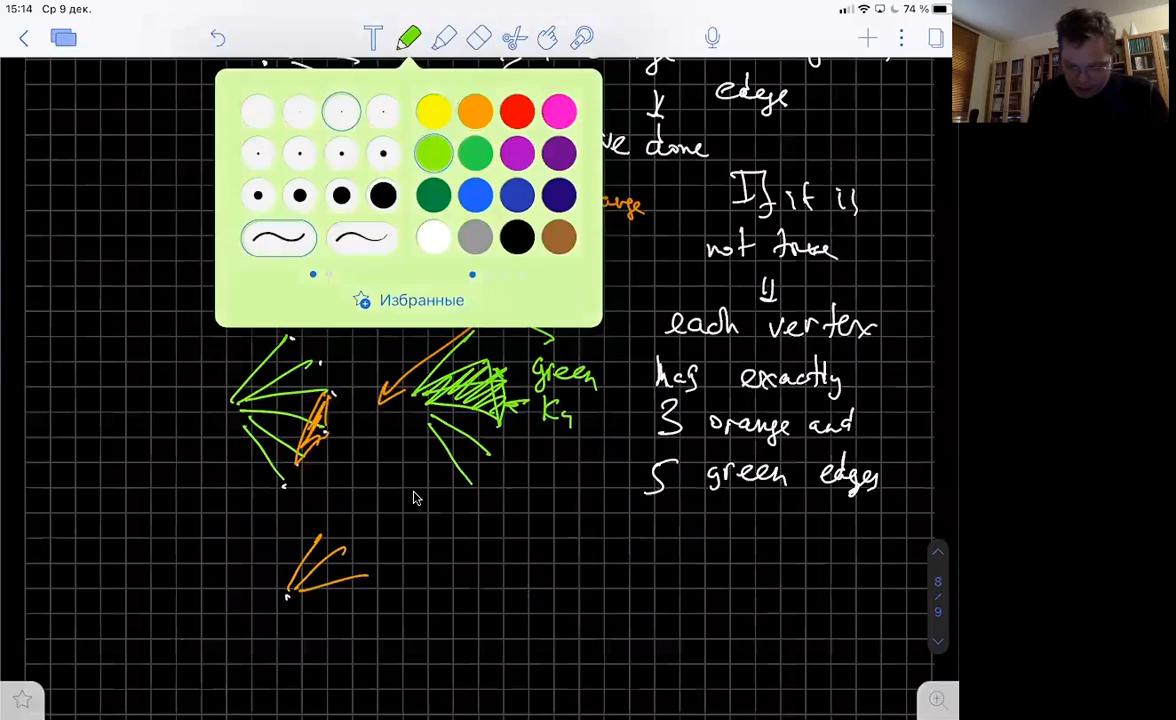 15:14 Ср 9 дек.
74 %
T
edge
ve done
ange
If it is
not true
Избранные
each vertex
has exactly
green
K4
3 orange and
5 green edges
8
/
9